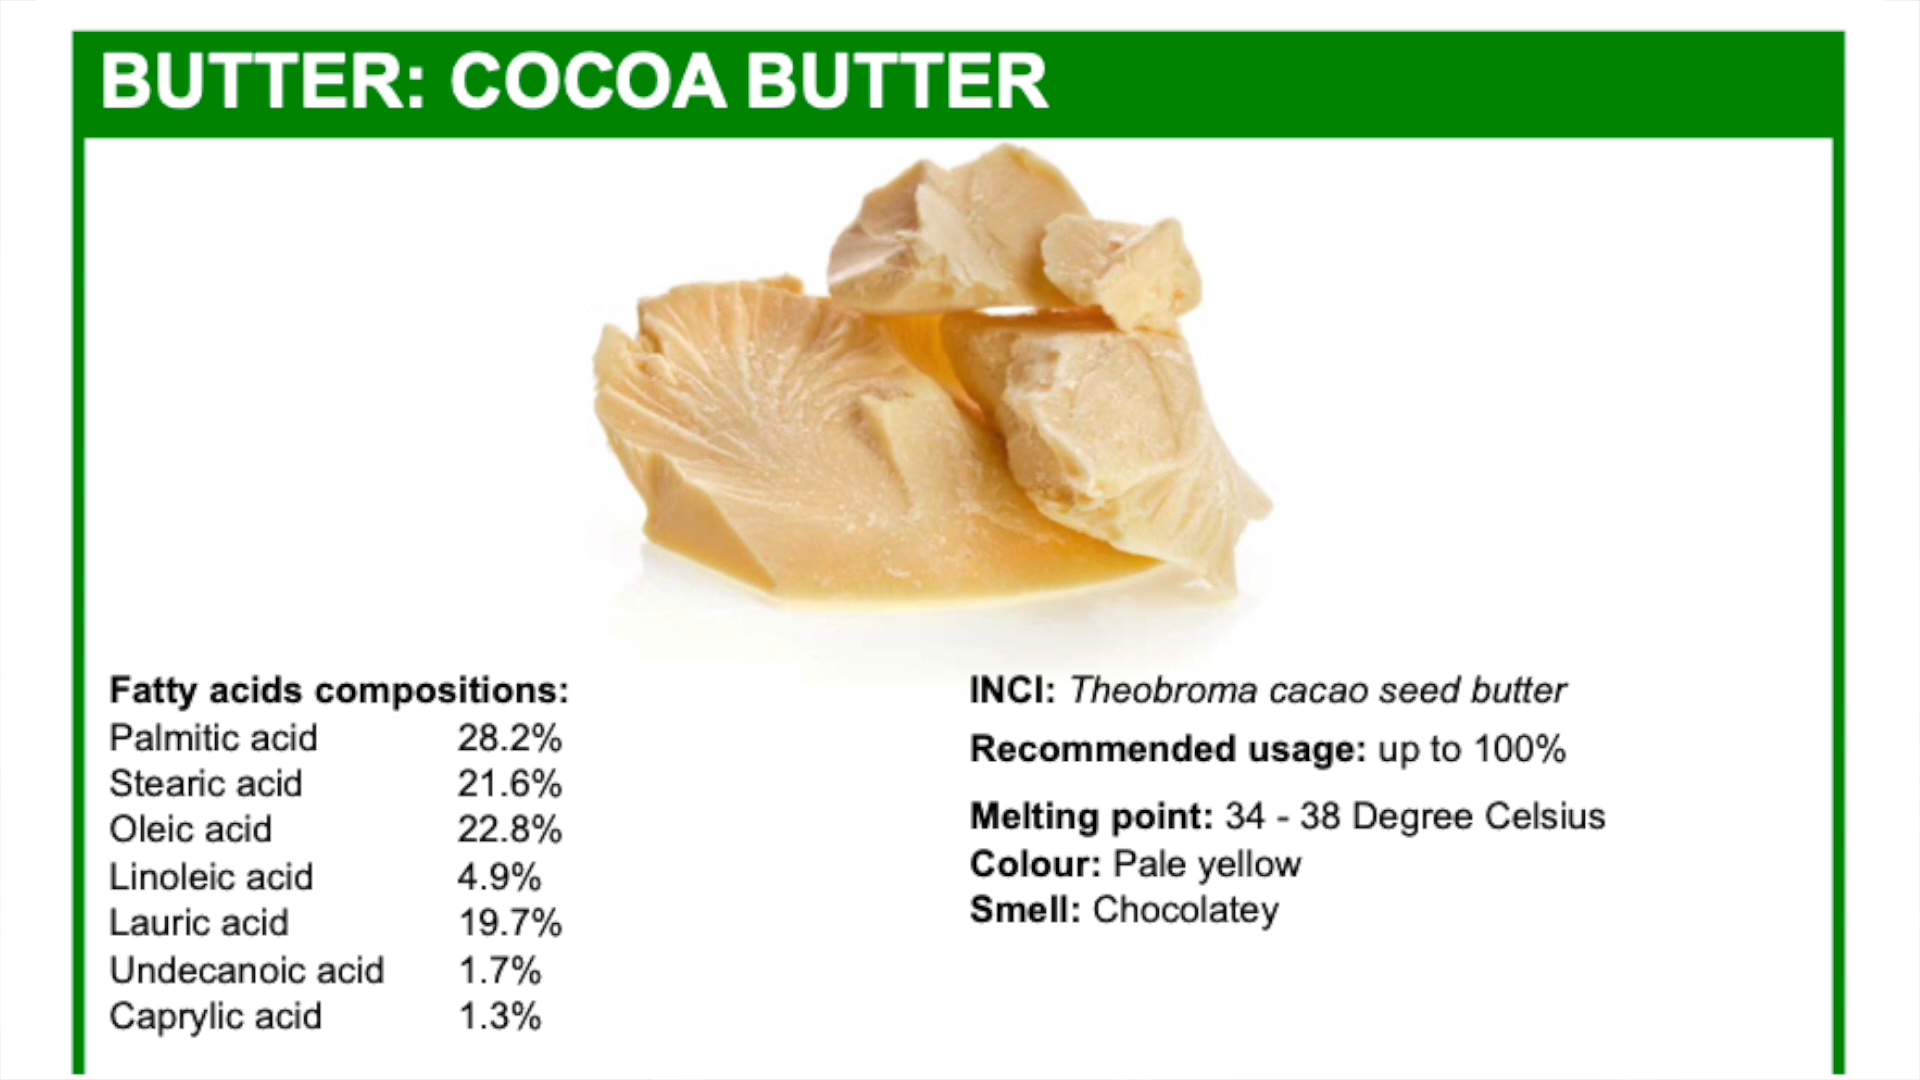 BUTTER: COCOA BUTTER
Fatty acids compositions:
Palmitic acid 28.2%
Stearic acid 21.6%
Oleic acid 22.8%
Linoleic acid 4.9%
Lauric acid 19.7%
Undecanoic acid 1.7%
Caprylic acid 1.3%
INCI: Theobroma cacao seed butter
Recommended usage: up to 100%
Melting point: 34 - 38 Degree Celsius
Colour: Pale yellow
Smell: Chocolatey